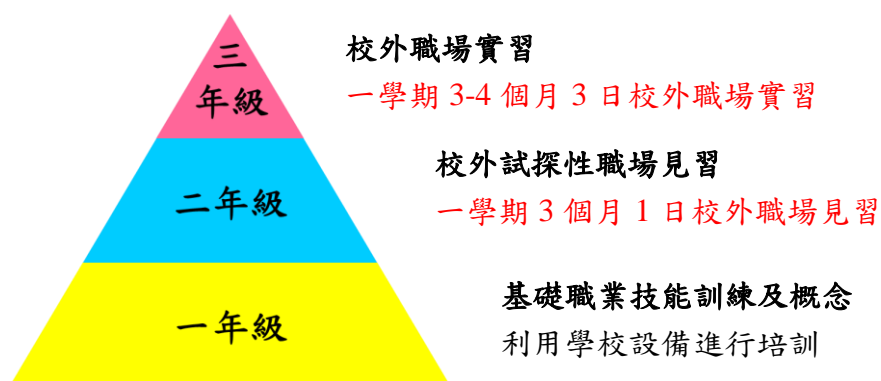 三
年級
校外職場實習
一學期 3-4 個月 3 日校外職場實習
二年級
校外試探性職場見習
一學期 3 個月 1 日校外職場見習
一年級
基礎職業技能訓練及概念
利用學校設備進行培訓